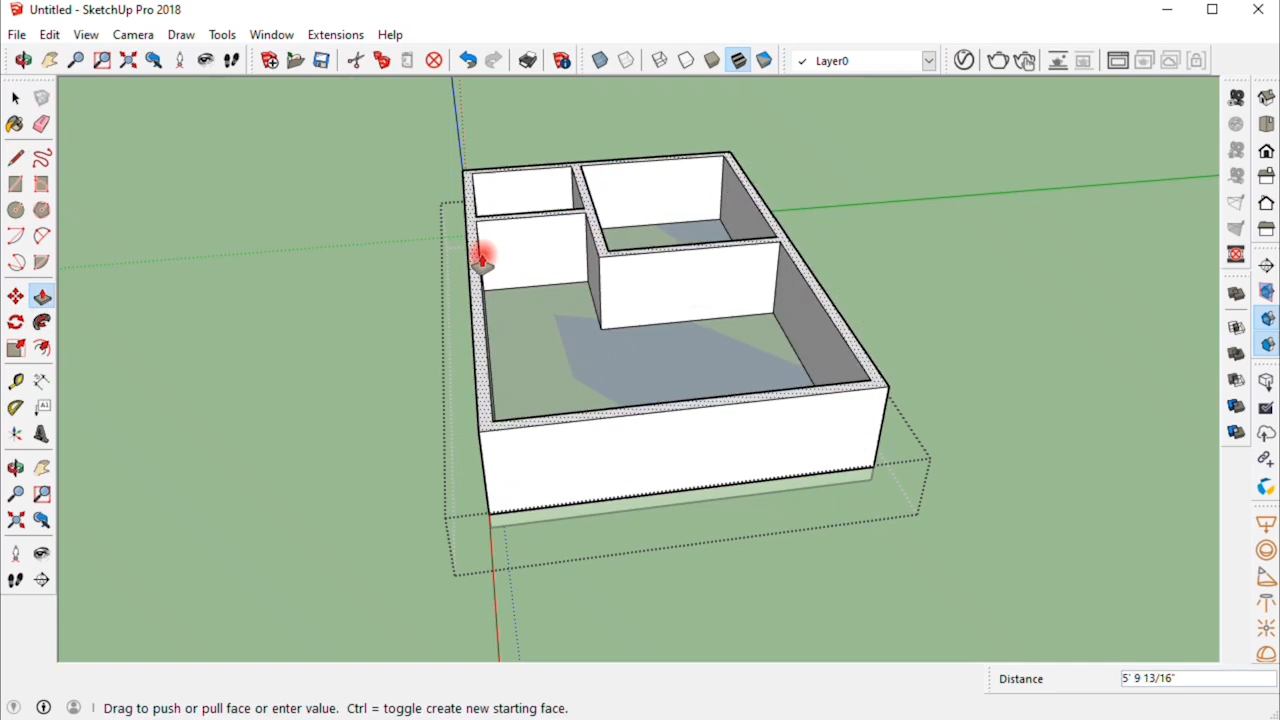 Untitled - SketchUp Pro 2018
File Edit View Camera Draw Tools Window Extensions Help
Layer0
A1
Distance 5' 9 13/16"
Drag to push or pull face or enter value. Ctrl = toggle create new starting face.